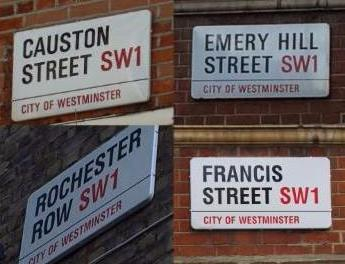 CAUSTON
STREET SW1
CITY OF WESTMINSTER
EMERY HILL
STREET SW1
CITY OF WESTMINSTER
ROCHESTER
ROW SW1
CITY OF WESTMINSTER
FRANCIS
STREET SW1
CITY OF WESTMINSTER